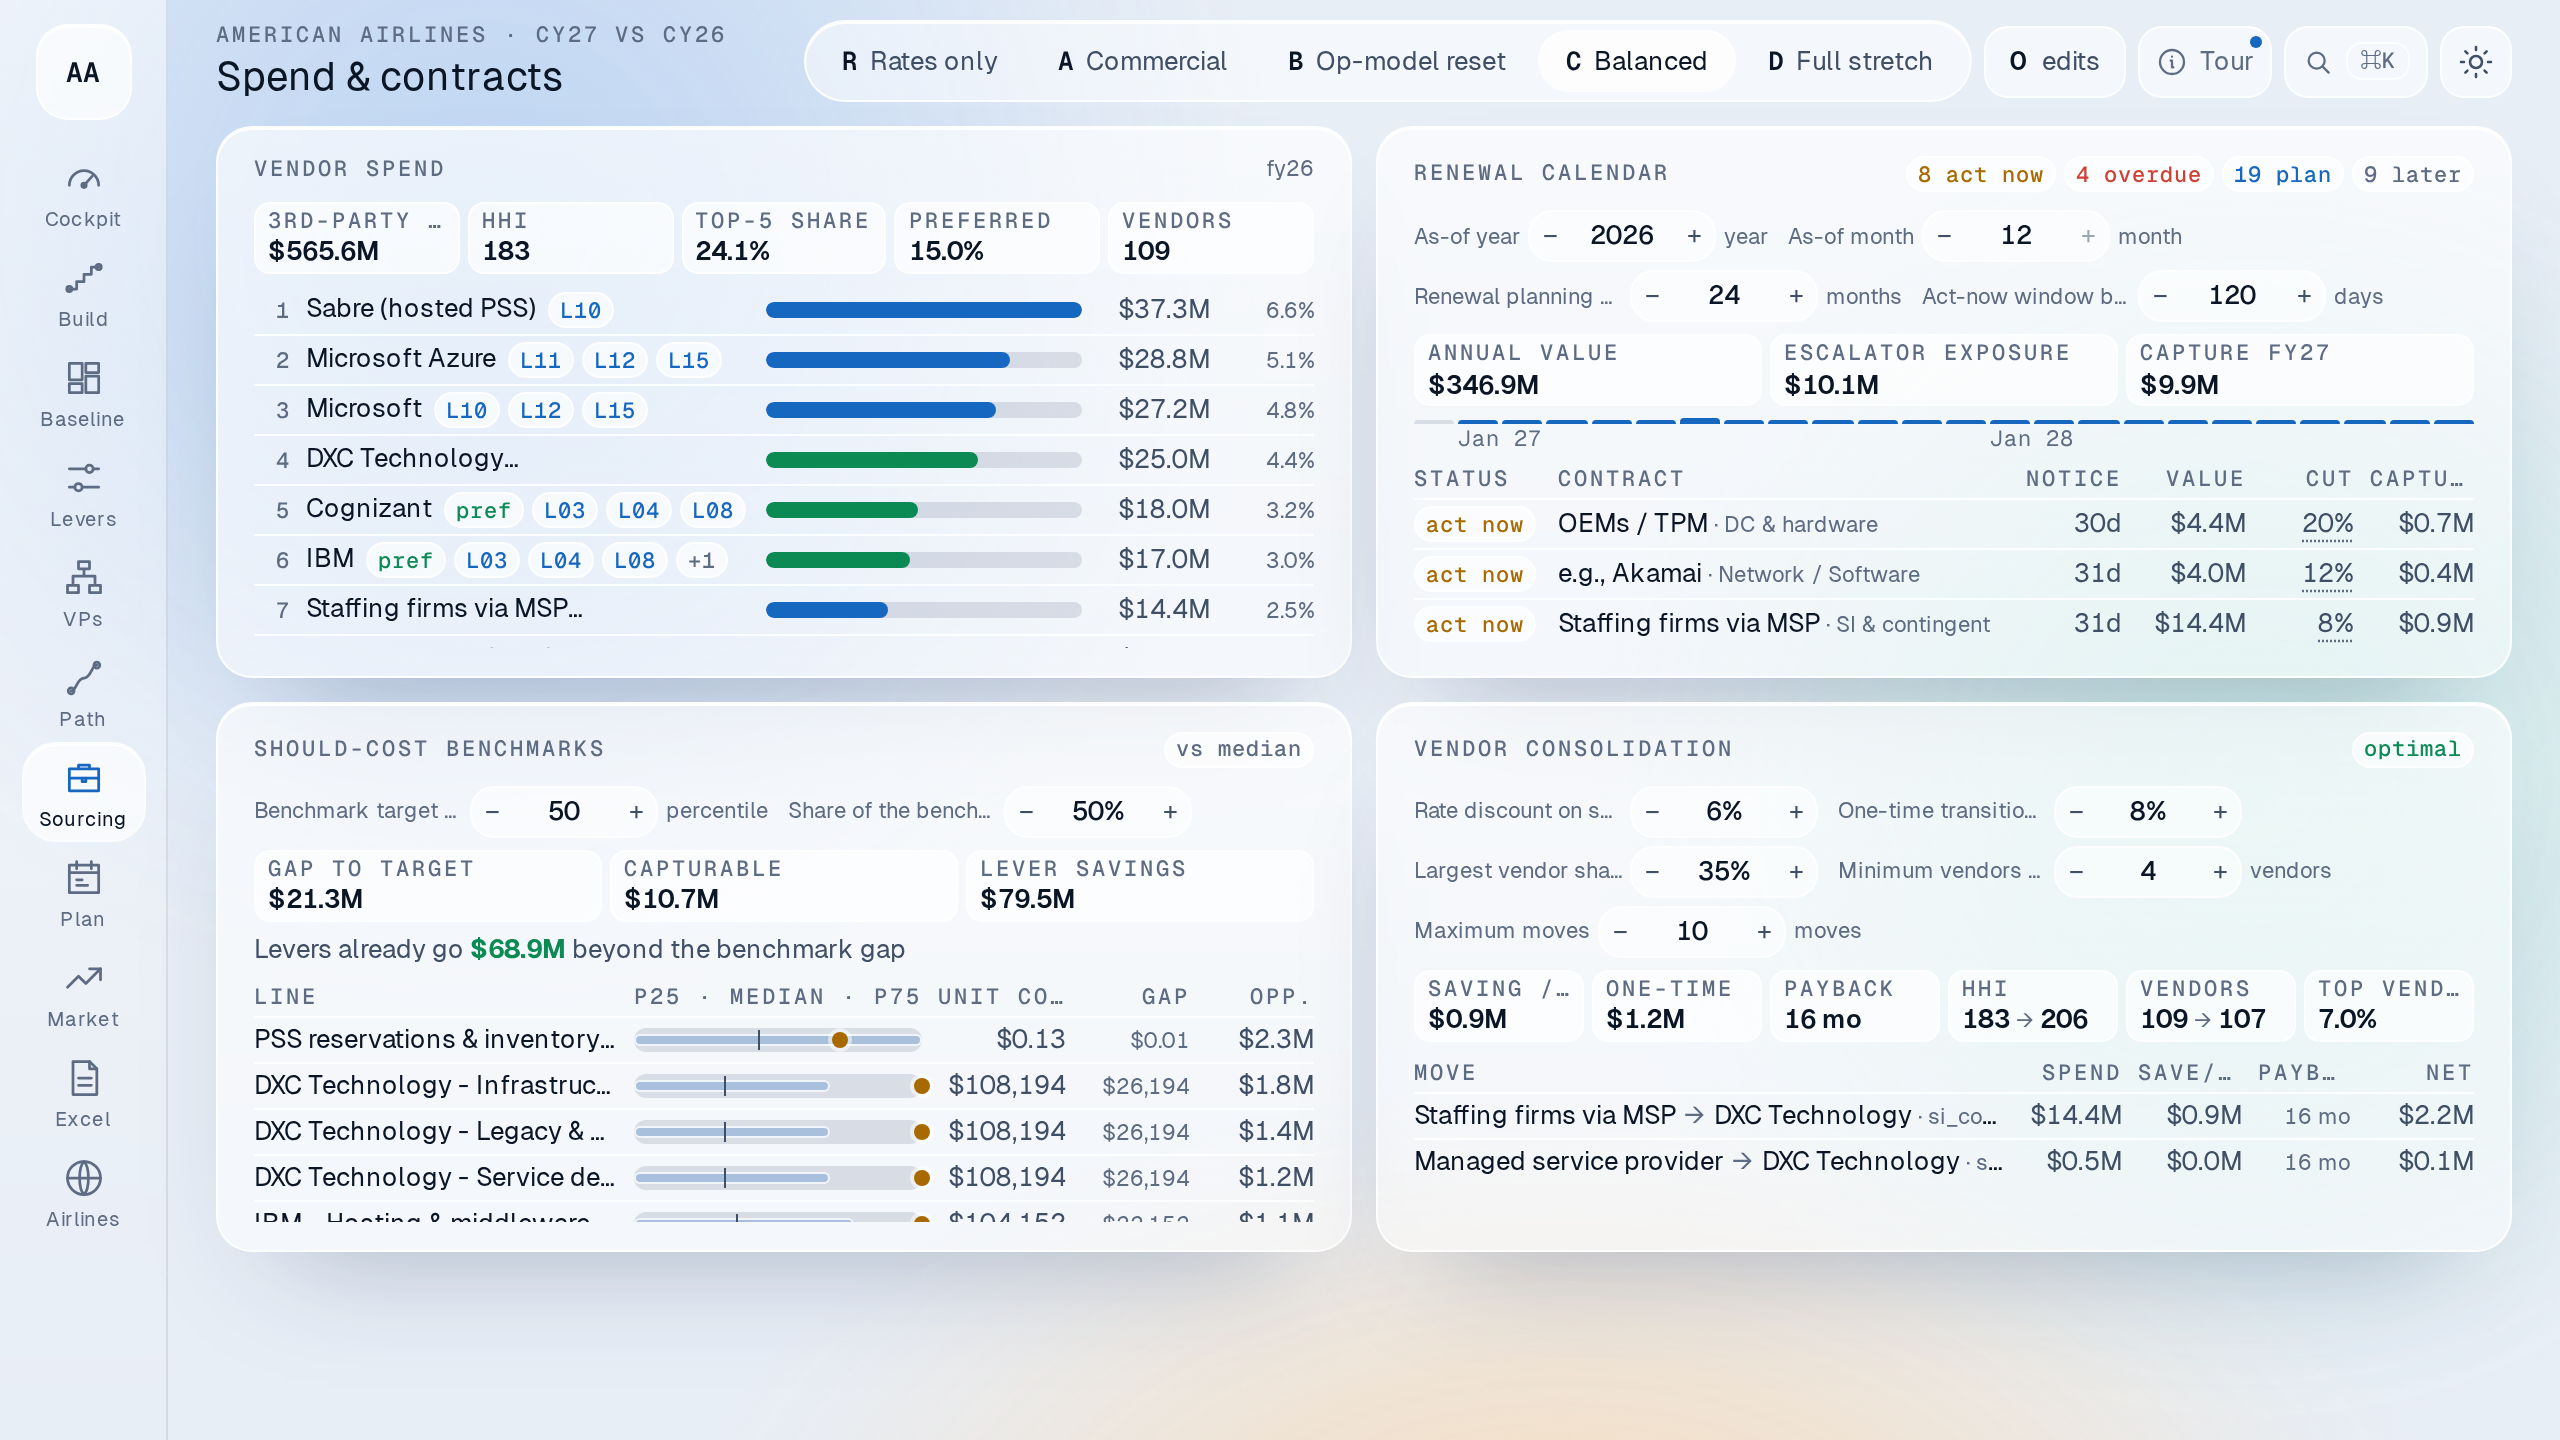 AA
Cockpit
Build
Baseline
Levers
VPs
Path
Sourcing
Plan
Market
Excel
Airlines
AMERICAN AIRLINES · CY27 VS CY26
Spend & contracts
R Rates only A Commercial B Op-model reset C Balanced D Full stretch
0 edits
Tour
⌘K
VENDOR SPEND fy26
3RD-PARTY … HHI TOP-5 SHARE PREFERRED VENDORS
$565.6M 183 24.1% 15.0% 109
1 Sabre (hosted PSS) L10 $37.3M 6.6%
2 Microsoft Azure L11 L12 L15 $28.8M 5.1%
3 Microsoft L10 L12 L15 $27.2M 4.8%
4 DXC Technology… $25.0M 4.4%
5 Cognizant pref L03 L04 L08 $18.0M 3.2%
6 IBM pref L03 L04 L08 +1 $17.0M 3.0%
7 Staffing firms via MSP… $14.4M 2.5%
RENEWAL CALENDAR 8 act now 4 overdue 19 plan 9 later
As-of year − 2026 + year As-of month − 12 + month
Renewal planning … − 24 + months Act-now window b… − 120 + days
ANNUAL VALUE ESCALATOR EXPOSURE CAPTURE FY27
$346.9M $10.1M $9.9M
Jan 27 Jan 28
STATUS CONTRACT NOTICE VALUE CUT CAPTU…
act now OEMs / TPM · DC & hardware 30d $4.4M 20% $0.7M
act now e.g., Akamai · Network / Software 31d $4.0M 12% $0.4M
act now Staffing firms via MSP · SI & contingent 31d $14.4M 8% $0.9M
SHOULD-COST BENCHMARKS vs median
Benchmark target … − 50 + percentile Share of the bench… − 50% +
GAP TO TARGET CAPTURABLE LEVER SAVINGS
$21.3M $10.7M $79.5M
Levers already go $68.9M beyond the benchmark gap
LINE P25 · MEDIAN · P75 UNIT CO… GAP OPP.
PSS reservations & inventory… $0.13 $0.01 $2.3M
DXC Technology - Infrastruc… $108,194 $26,194 $1.8M
DXC Technology - Legacy & … $108,194 $26,194 $1.4M
DXC Technology - Service de… $108,194 $26,194 $1.2M
IBM - Hosting & middleware… $104,152 $22,152 $1.1M
VENDOR CONSOLIDATION optimal
Rate discount on s… − 6% + One-time transitio… − 8% +
Largest vendor sha… − 35% + Minimum vendors … − 4 + vendors
Maximum moves − 10 + moves
SAVING /… ONE-TIME PAYBACK HHI VENDORS TOP VEND…
$0.9M $1.2M 16 mo 183 → 206 109 → 107 7.0%
MOVE SPEND SAVE/… PAYB… NET
Staffing firms via MSP → DXC Technology · si_co… $14.4M $0.9M 16 mo $2.2M
Managed service provider → DXC Technology · s… $0.5M $0.0M 16 mo $0.1M